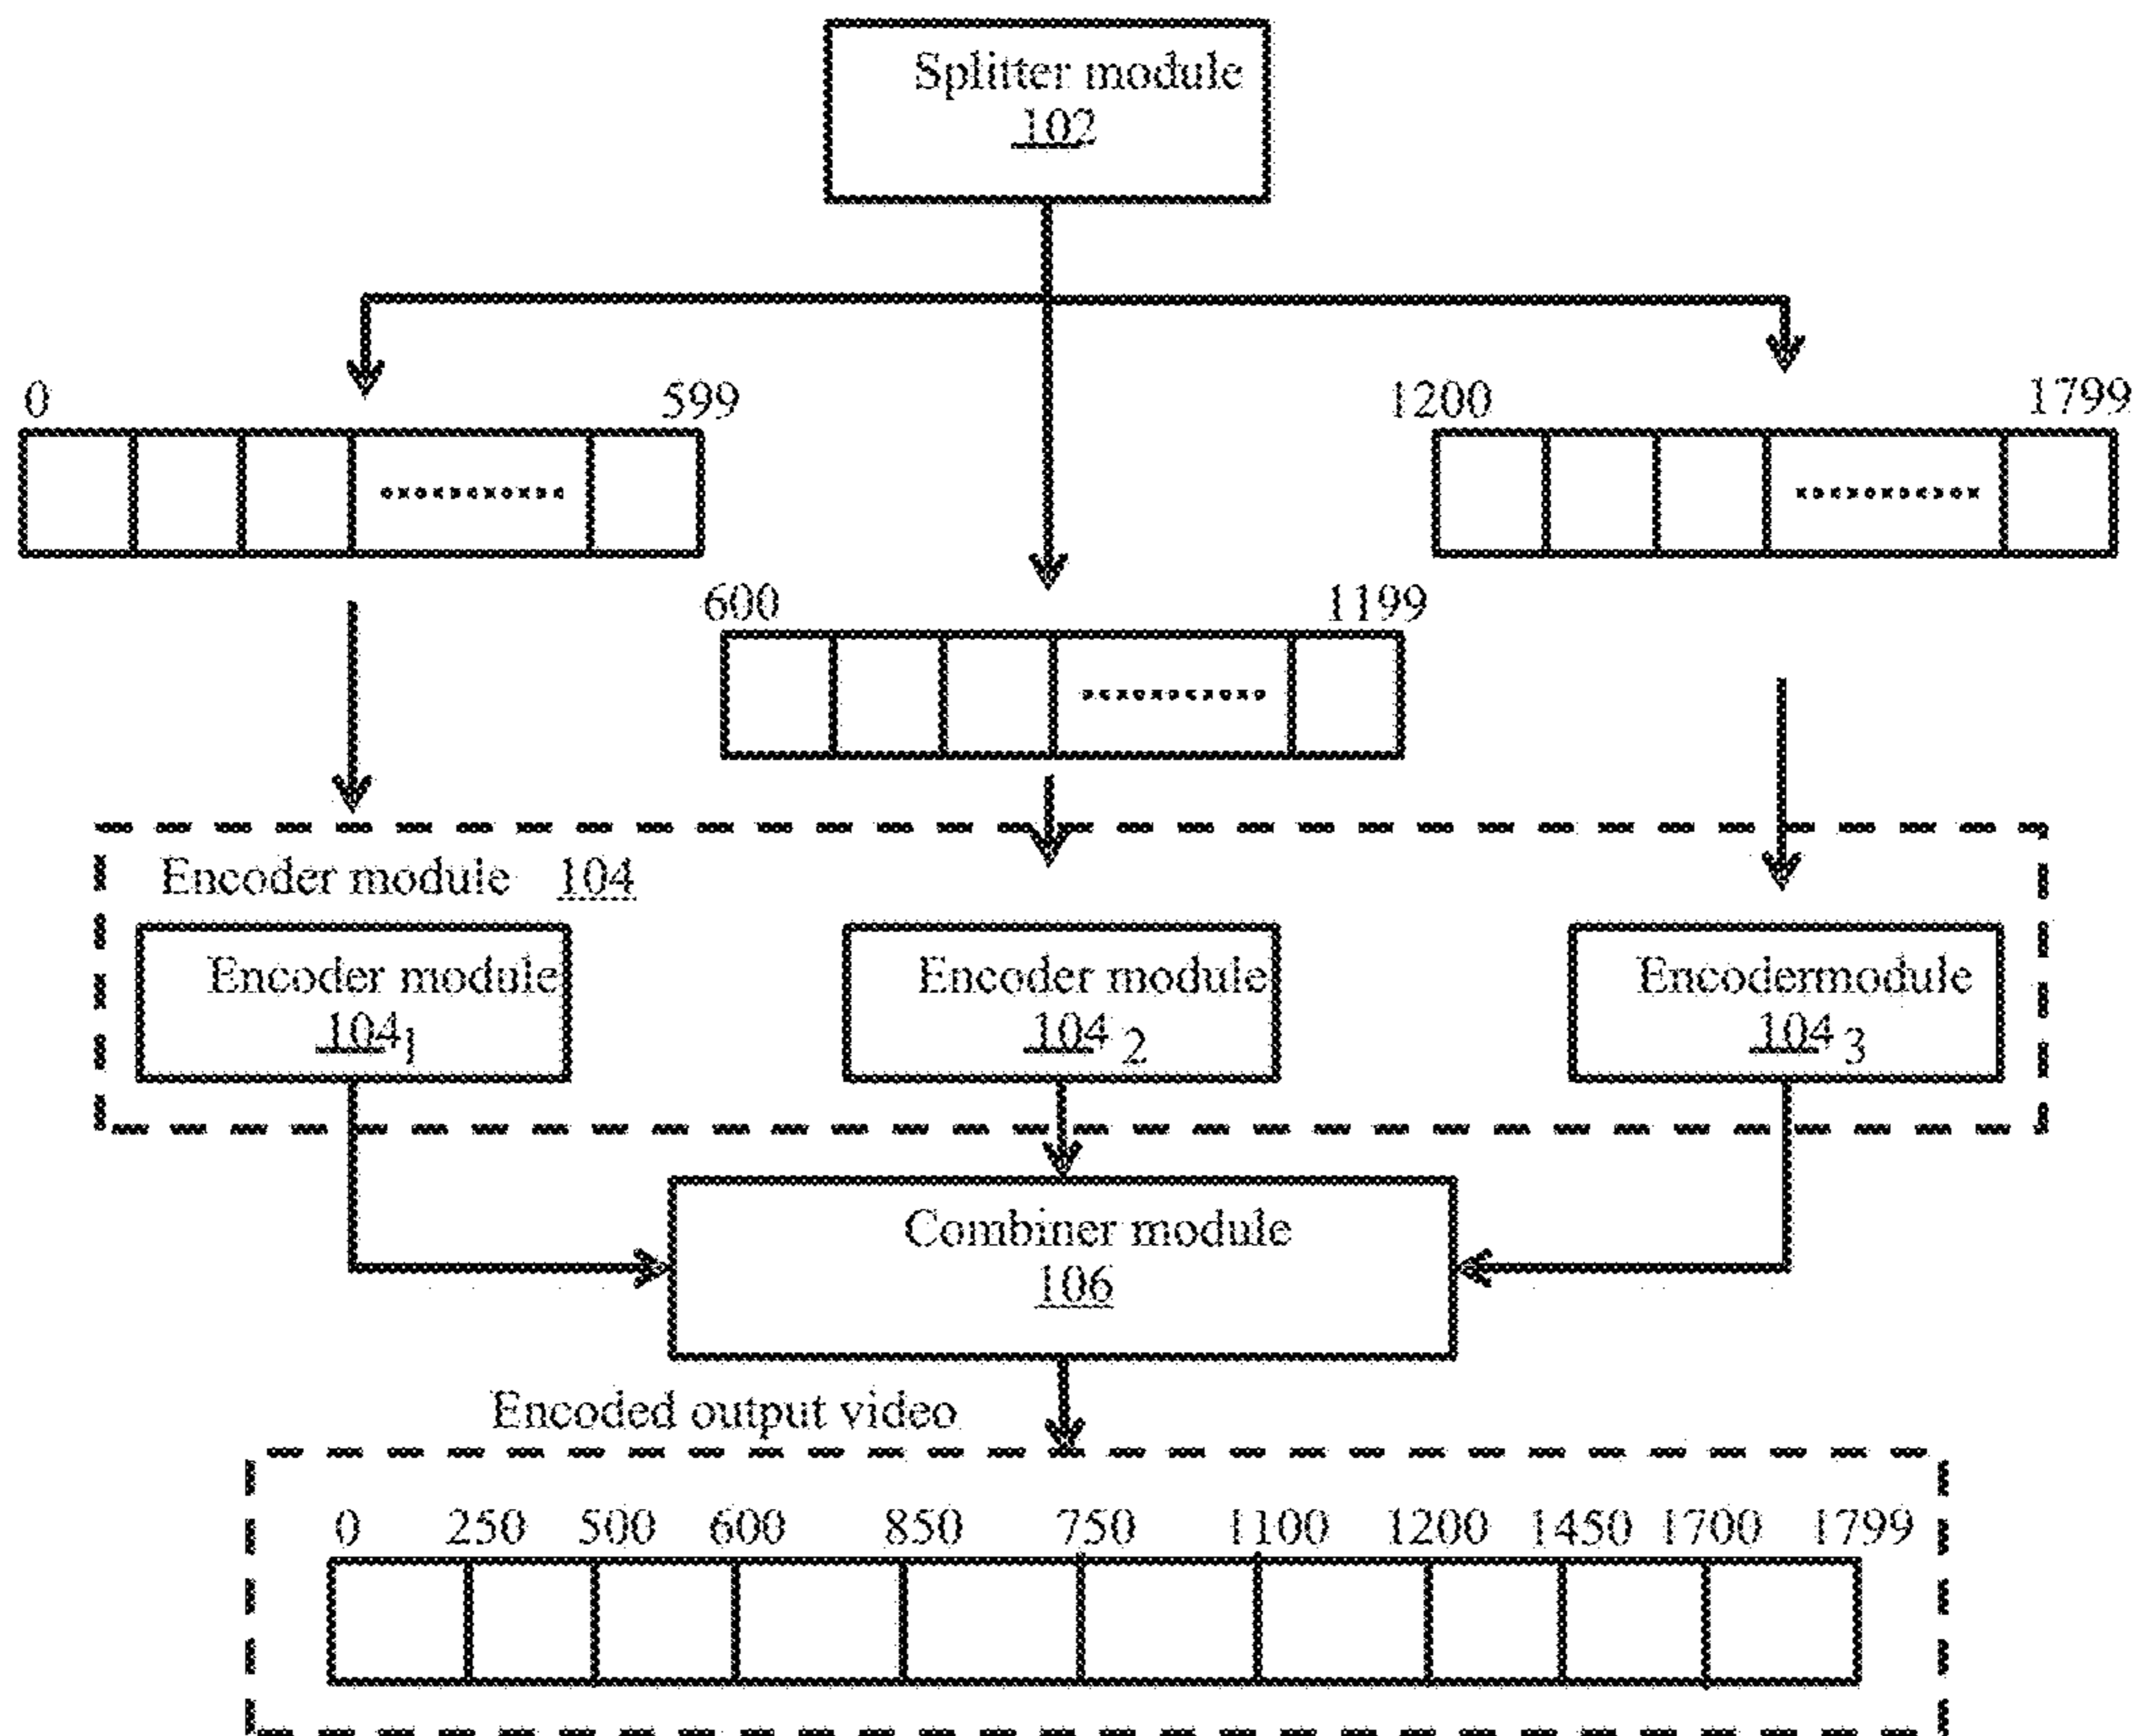 Splitter module
102
0 599
1200 1799
600 1199
Encoder module 104
Encoder module
104 1
Encoder module
104 2
Encodermodule
104 3
Combiner module
106
Encoded output video
0 250 500 600 850 750 1100 1200 1450 1700 1799